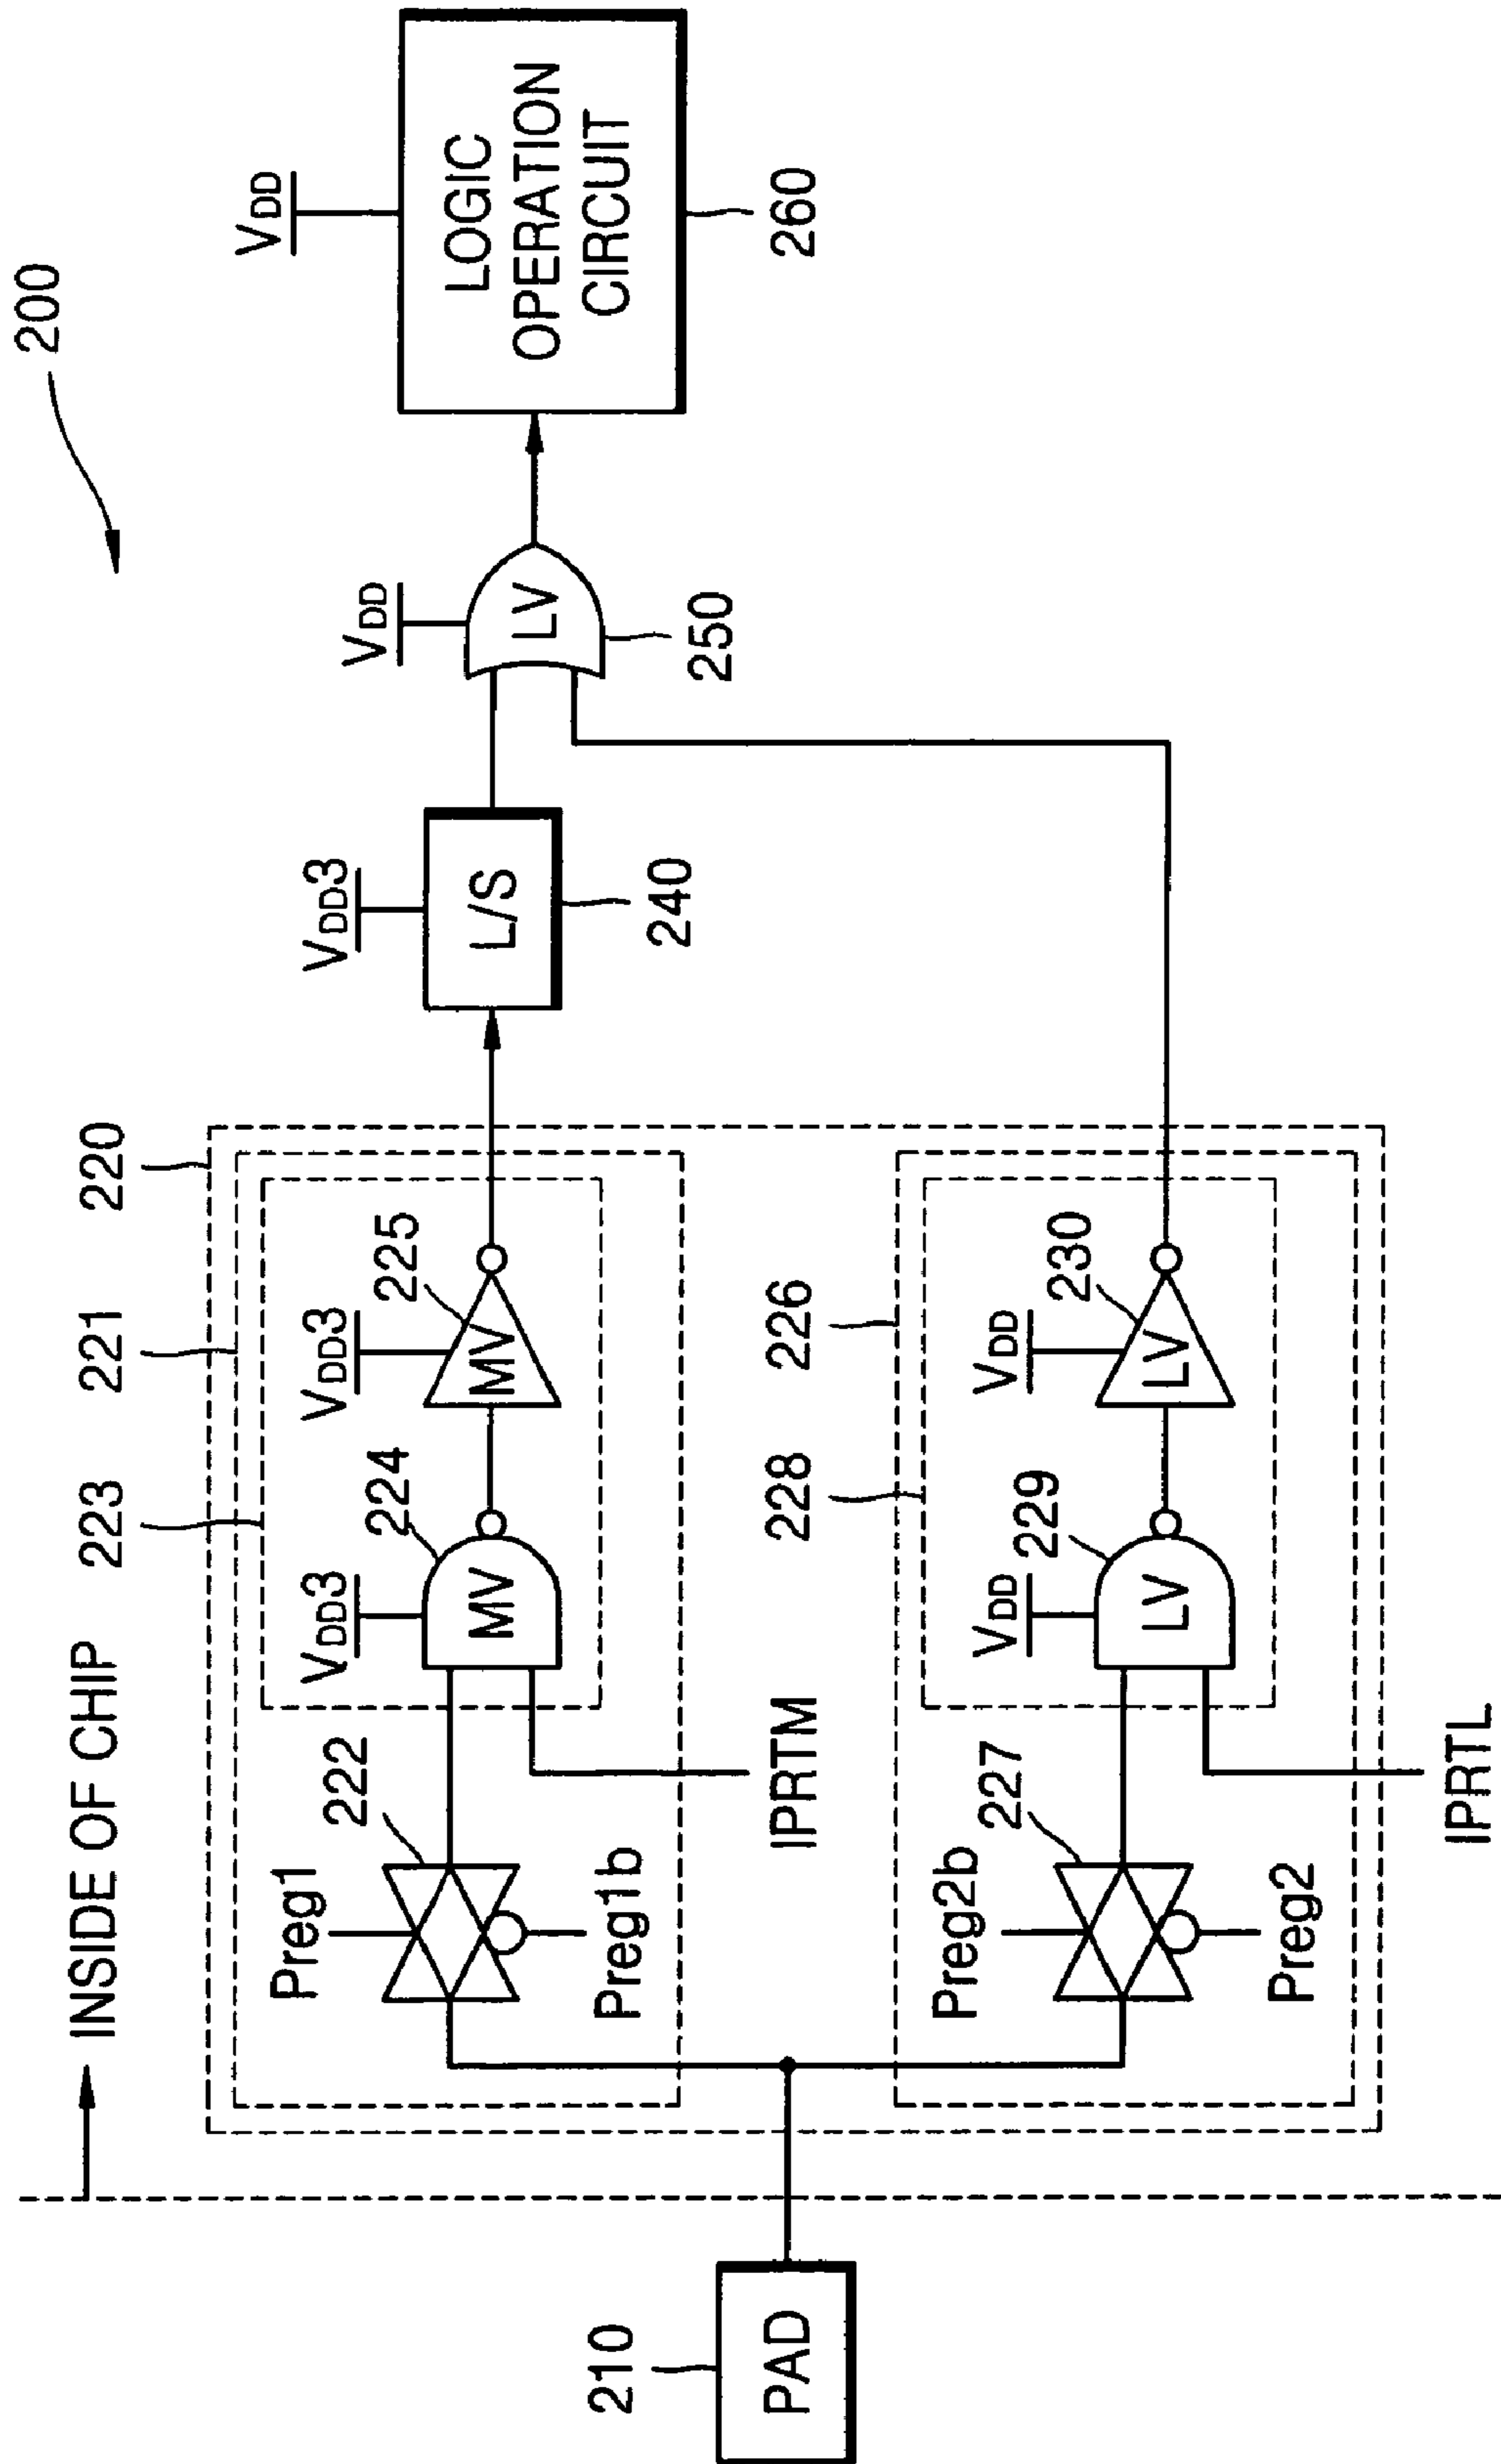 200
INSIDE OF CHIP
223
221
220
VDD
VDD
VDD3
VDD3
VDD3
Preg1
222
224
225
MV
MV
L/S
240
LV
250
LOGIC
OPERATION
CIRCUIT
260
Preg1b
IPRTM
210
PAD
228
226
VDD
VDD
Preg2b
227
229
230
LV
LV
Preg2
IPRTL